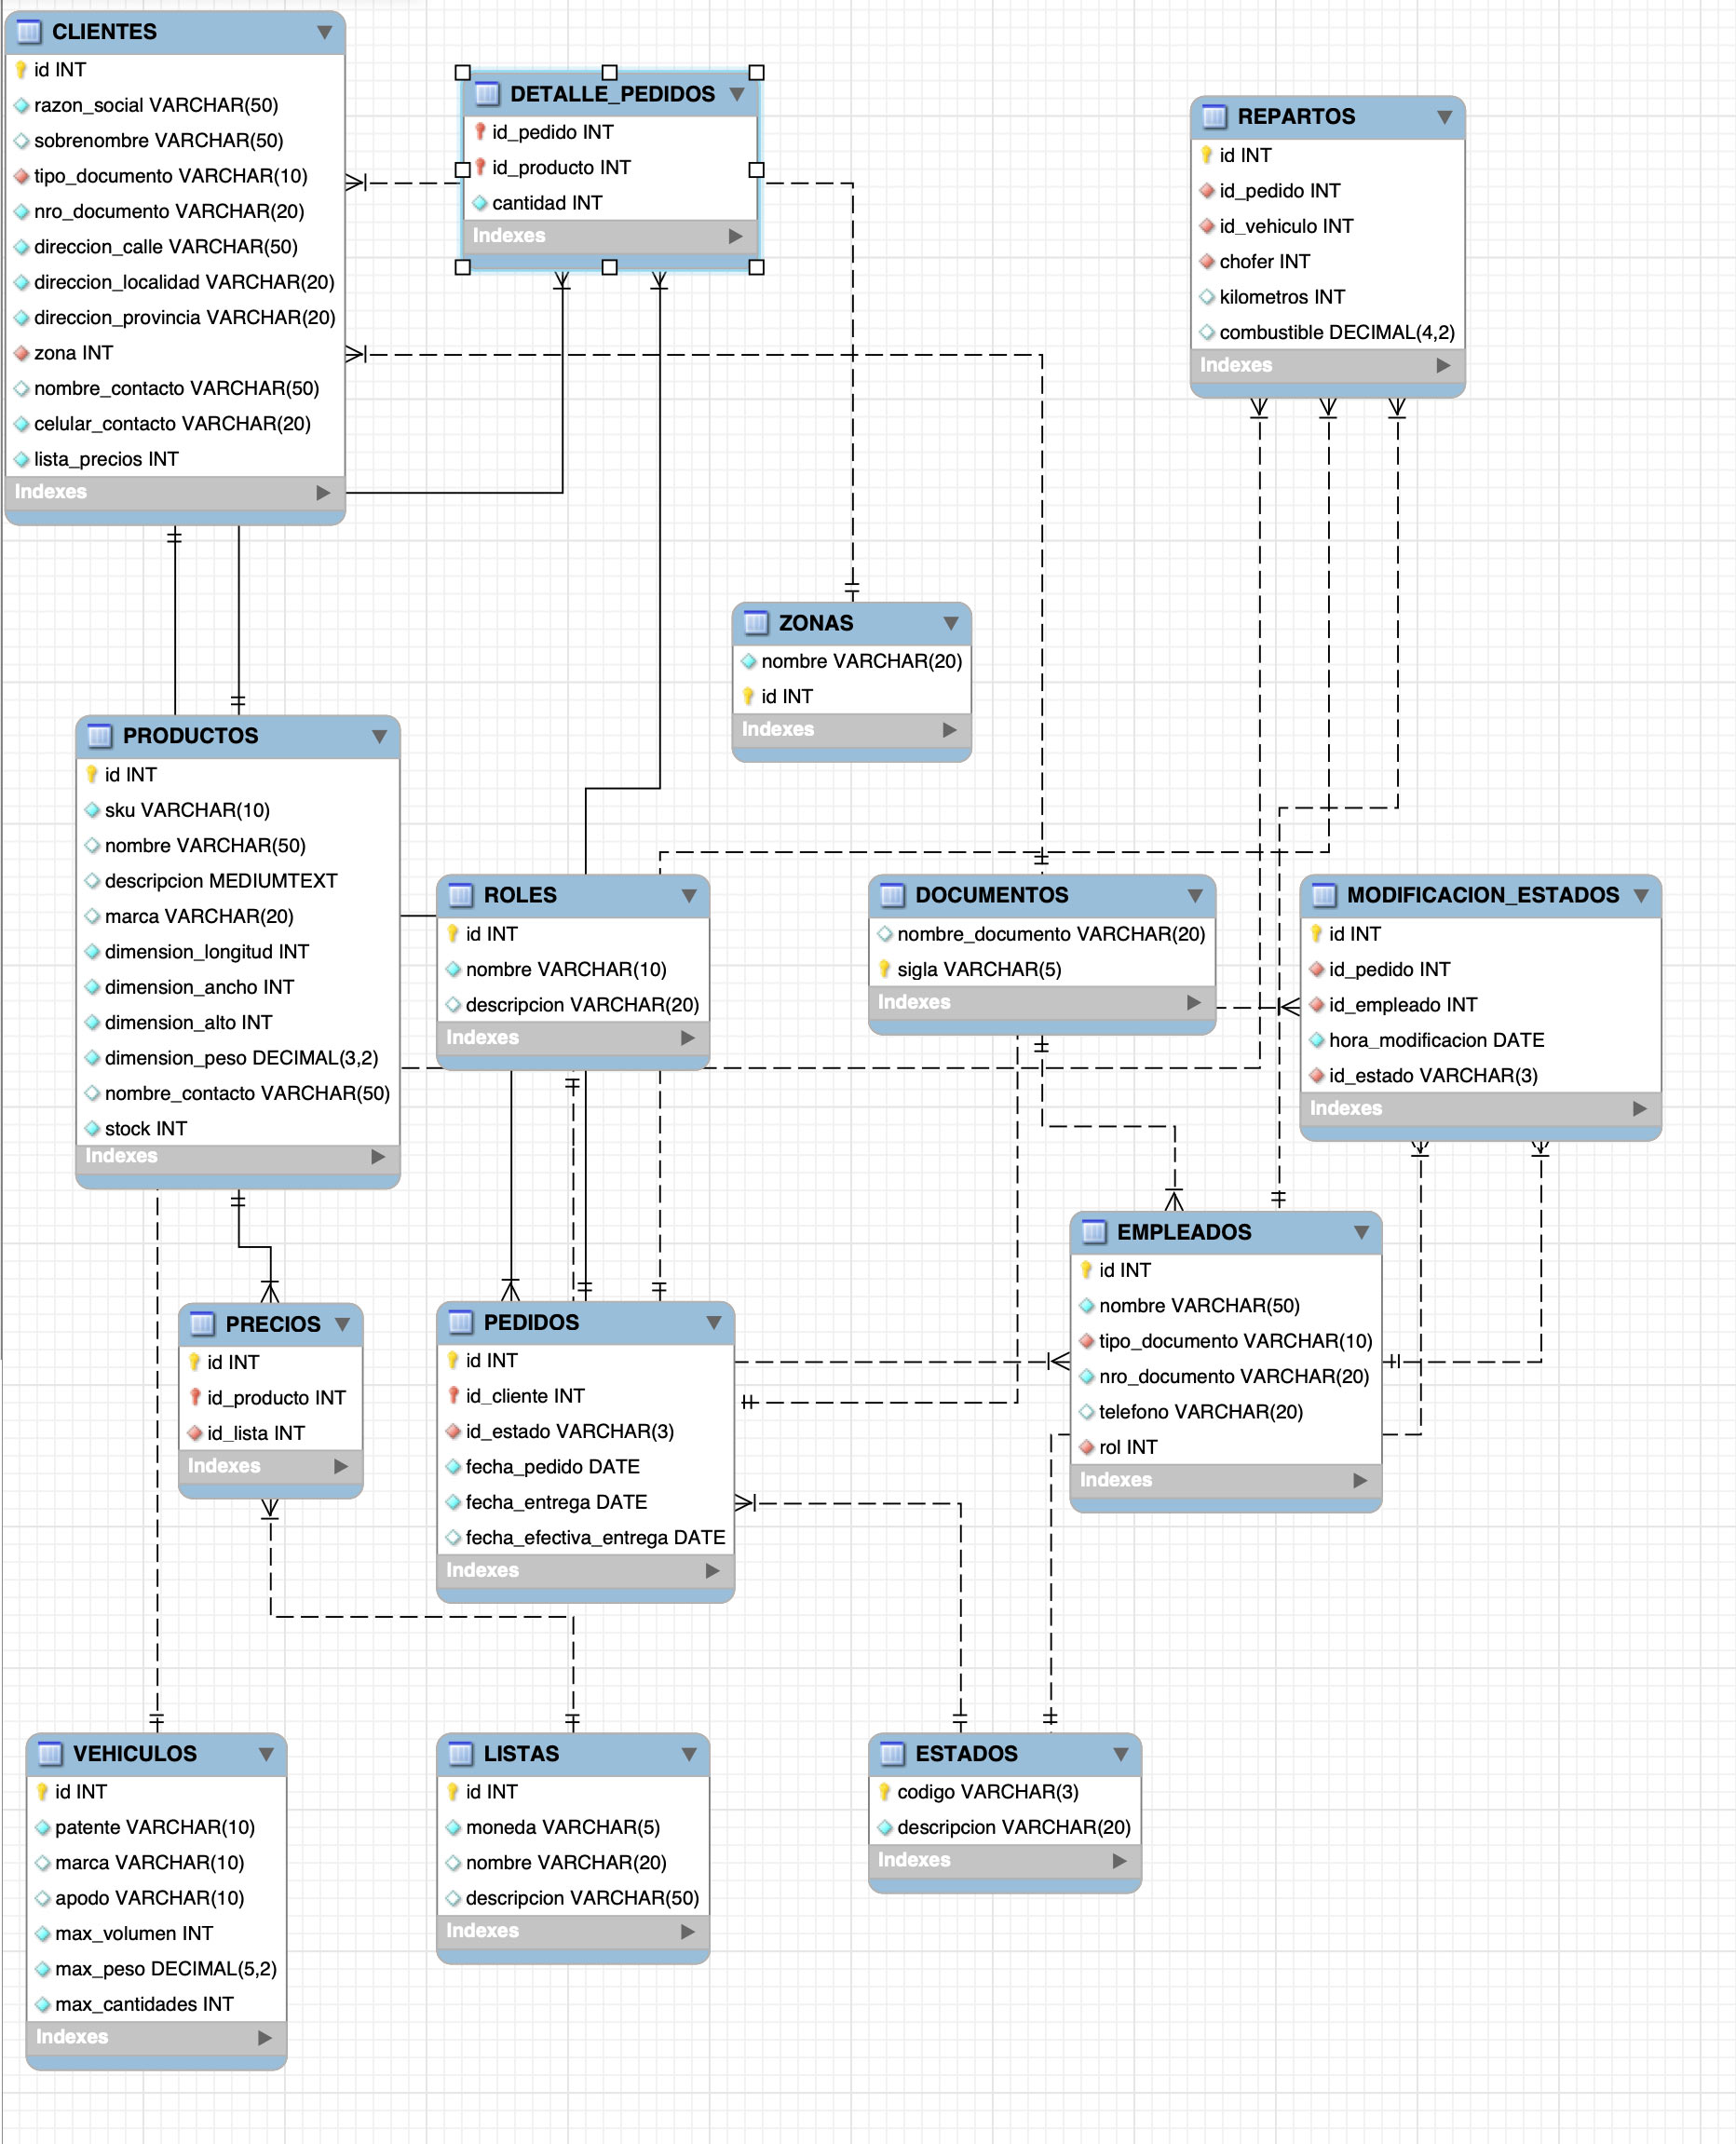 CLIENTES
id INT
razon_social VARCHAR(50)
sobrenombre VARCHAR(50)
tipo_documento VARCHAR(10)
nro_documento VARCHAR(20)
direccion_calle VARCHAR(50)
direccion_localidad VARCHAR(20)
direccion_provincia VARCHAR(20)
zona INT
nombre_contacto VARCHAR(50)
celular_contacto VARCHAR(20)
lista_precios INT
Indexes
DETALLE_PEDIDOS
id_pedido INT
id_producto INT
cantidad INT
Indexes
REPARTOS
id INT
id_pedido INT
id_vehiculo INT
chofer INT
kilometros INT
combustible DECIMAL(4,2)
Indexes
ZONAS
nombre VARCHAR(20)
id INT
Indexes
PRODUCTOS
id INT
sku VARCHAR(10)
nombre VARCHAR(50)
descripcion MEDIUMTEXT
marca VARCHAR(20)
dimension_longitud INT
dimension_ancho INT
dimension_alto INT
dimension_peso DECIMAL(3,2)
nombre_contacto VARCHAR(50)
stock INT
Indexes
ROLES
id INT
nombre VARCHAR(10)
descripcion VARCHAR(20)
Indexes
DOCUMENTOS
nombre_documento VARCHAR(20)
sigla VARCHAR(5)
Indexes
MODIFICACION_ESTADOS
id INT
id_pedido INT
id_empleado INT
hora_modificacion DATE
id_estado VARCHAR(3)
Indexes
EMPLEADOS
id INT
nombre VARCHAR(50)
tipo_documento VARCHAR(10)
nro_documento VARCHAR(20)
telefono VARCHAR(20)
rol INT
Indexes
PRECIOS
id INT
id_producto INT
id_lista INT
Indexes
PEDIDOS
id INT
id_cliente INT
id_estado VARCHAR(3)
fecha_pedido DATE
fecha_entrega DATE
fecha_efectiva_entrega DATE
Indexes
VEHICULOS
id INT
patente VARCHAR(10)
marca VARCHAR(10)
apodo VARCHAR(10)
max_volumen INT
max_peso DECIMAL(5,2)
max_cantidades INT
Indexes
LISTAS
id INT
moneda VARCHAR(5)
nombre VARCHAR(20)
descripcion VARCHAR(50)
Indexes
ESTADOS
codigo VARCHAR(3)
descripcion VARCHAR(20)
Indexes